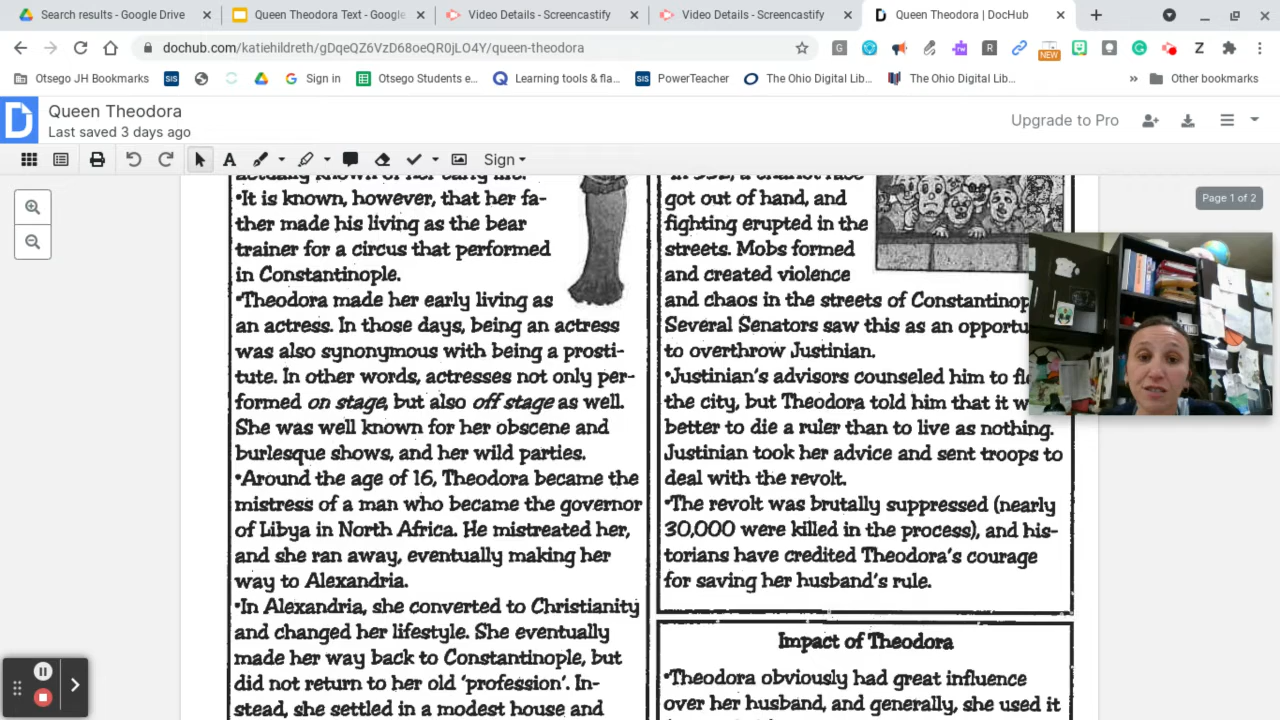 Search results - Google Drive
Queen Theodora Text - Google
Video Details - Screencastify
Video Details - Screencastify
Queen Theodora | DocHub
dochub.com/katiehildreth/gDqeQZ6VzD68oeQR0jLO4Y/queen-theodora
NEW
Otsego JH Bookmarks
SIS
Sign in
Otsego Students e...
Learning tools & fla...
SIS
PowerTeacher
The Ohio Digital Lib...
The Ohio Digital Lib...
Other bookmarks
Queen Theodora
Last saved 3 days ago
Upgrade to Pro
Sign
Page 1 of 2
actually known of her early life.
•It is known, however, that her fa-
ther made his living as the bear
trainer for a circus that performed
in Constantinople.
•Theodora made her early living as
an actress. In those days, being an actress
was also synonymous with being a prosti-
tute. In other words, actresses not only per-
formed on stage, but also off stage as well.
She was well known for her obscene and
burlesque shows, and her wild parties.
•Around the age of 16, Theodora became the
mistress of a man who became the governor
of Libya in North Africa. He mistreated her,
and she ran away, eventually making her
way to Alexandria.
•In Alexandria, she converted to Christianity
and changed her lifestyle. She eventually
made her way back to Constantinople, but
did not return to her old ‘profession’. In-
stead, she settled in a modest house and
•In 532, a chariot race
got out of hand, and
fighting erupted in the
streets. Mobs formed
and created violence
and chaos in the streets of Constantinop
Several Senators saw this as an opportu
to overthrow Justinian.
•Justinian’s advisors counseled him to fl
the city, but Theodora told him that it w
better to die a ruler than to live as nothing.
Justinian took her advice and sent troops to
deal with the revolt.
•The revolt was brutally suppressed (nearly
30,000 were killed in the process), and his-
torians have credited Theodora’s courage
for saving her husband’s rule.
Impact of Theodora
•Theodora obviously had great influence
over her husband, and generally, she used it